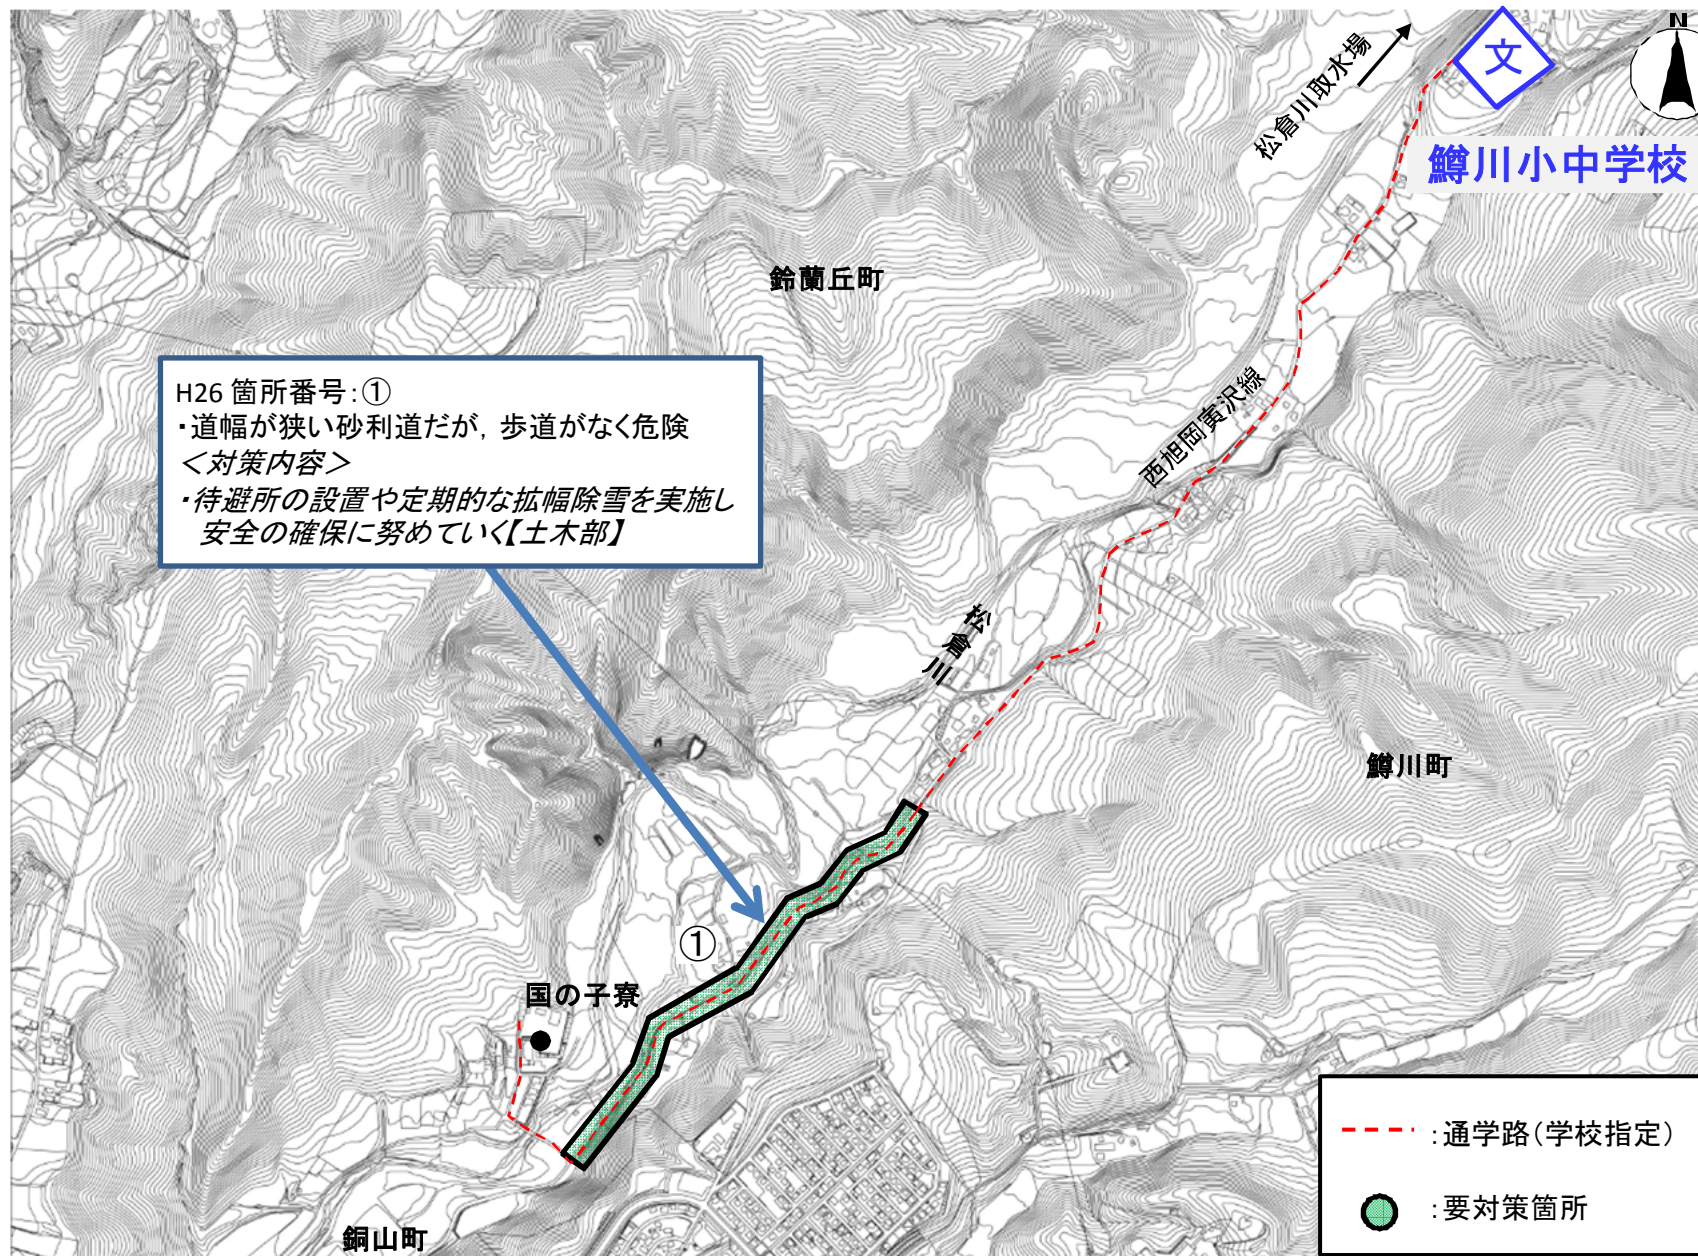 N
文
松倉川取水場
鱒川小中学校
鈴蘭丘町
H26 箇所番号:①
・道幅が狭い砂利道だが, 歩道がなく危険
＜対策内容＞
・待避所の設置や定期的な拡幅除雪を実施し
安全の確保に努めていく【土木部】
西旭岡寅沢線
松倉川
鱒川町
①
国の子寮
:通学路(学校指定)
:要対策箇所
銅山町